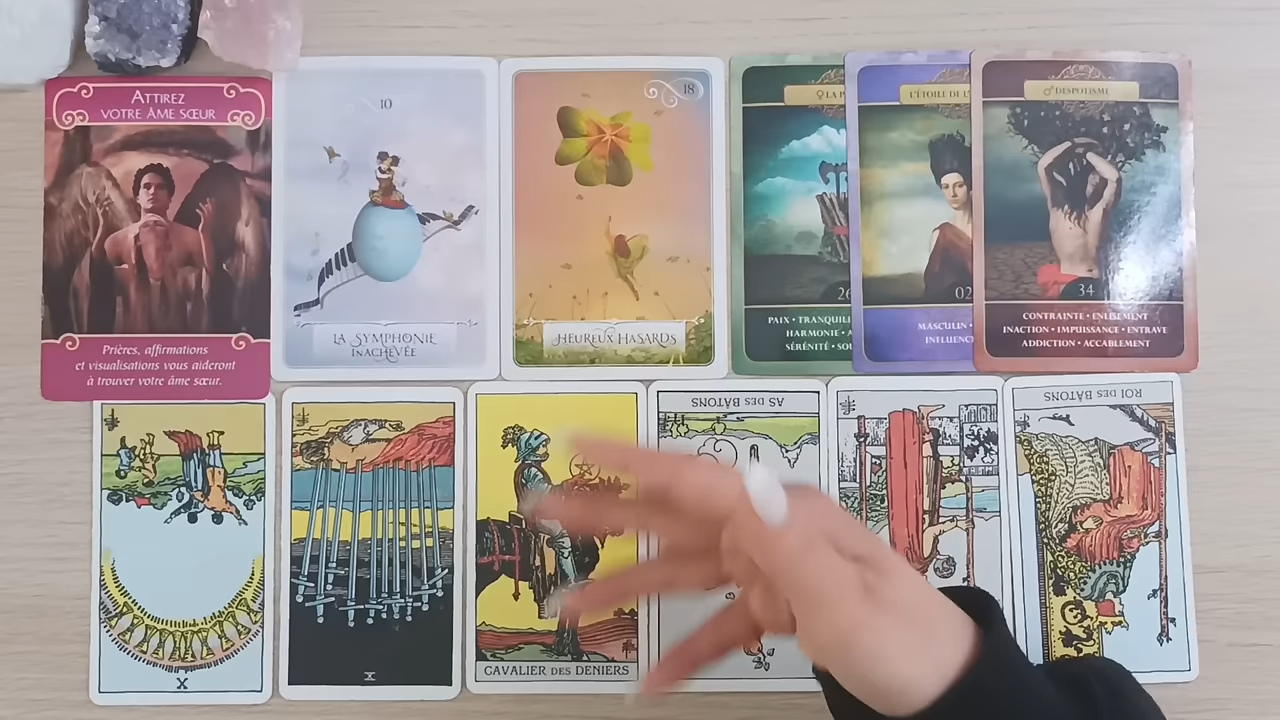 ATTIREZ
VOTRE ÂME SŒUR
Prières, affirmations
et visualisations vous aideront
à trouver votre âme sœur.
10
LA SYMPHONIE
INACHEVÉE
18
HEUREUX HASARDS
♀ LA P
26
PAIX • TRANQUIL
HARMONIE • A
SÉRÉNITÉ • SOU
L'ÉTOILE DE L'
02
MASCULIN •
INFLUENC
♂ DESPOTISME
34
CONTRAINTE • ENLISEMENT
INACTION • IMPUISSANCE • ENTRAVE
ADDICTION • ACCABLEMENT
X
X
CAVALIER DES DENIERS
AS DES BÂTONS
ROI DES BÂTONS